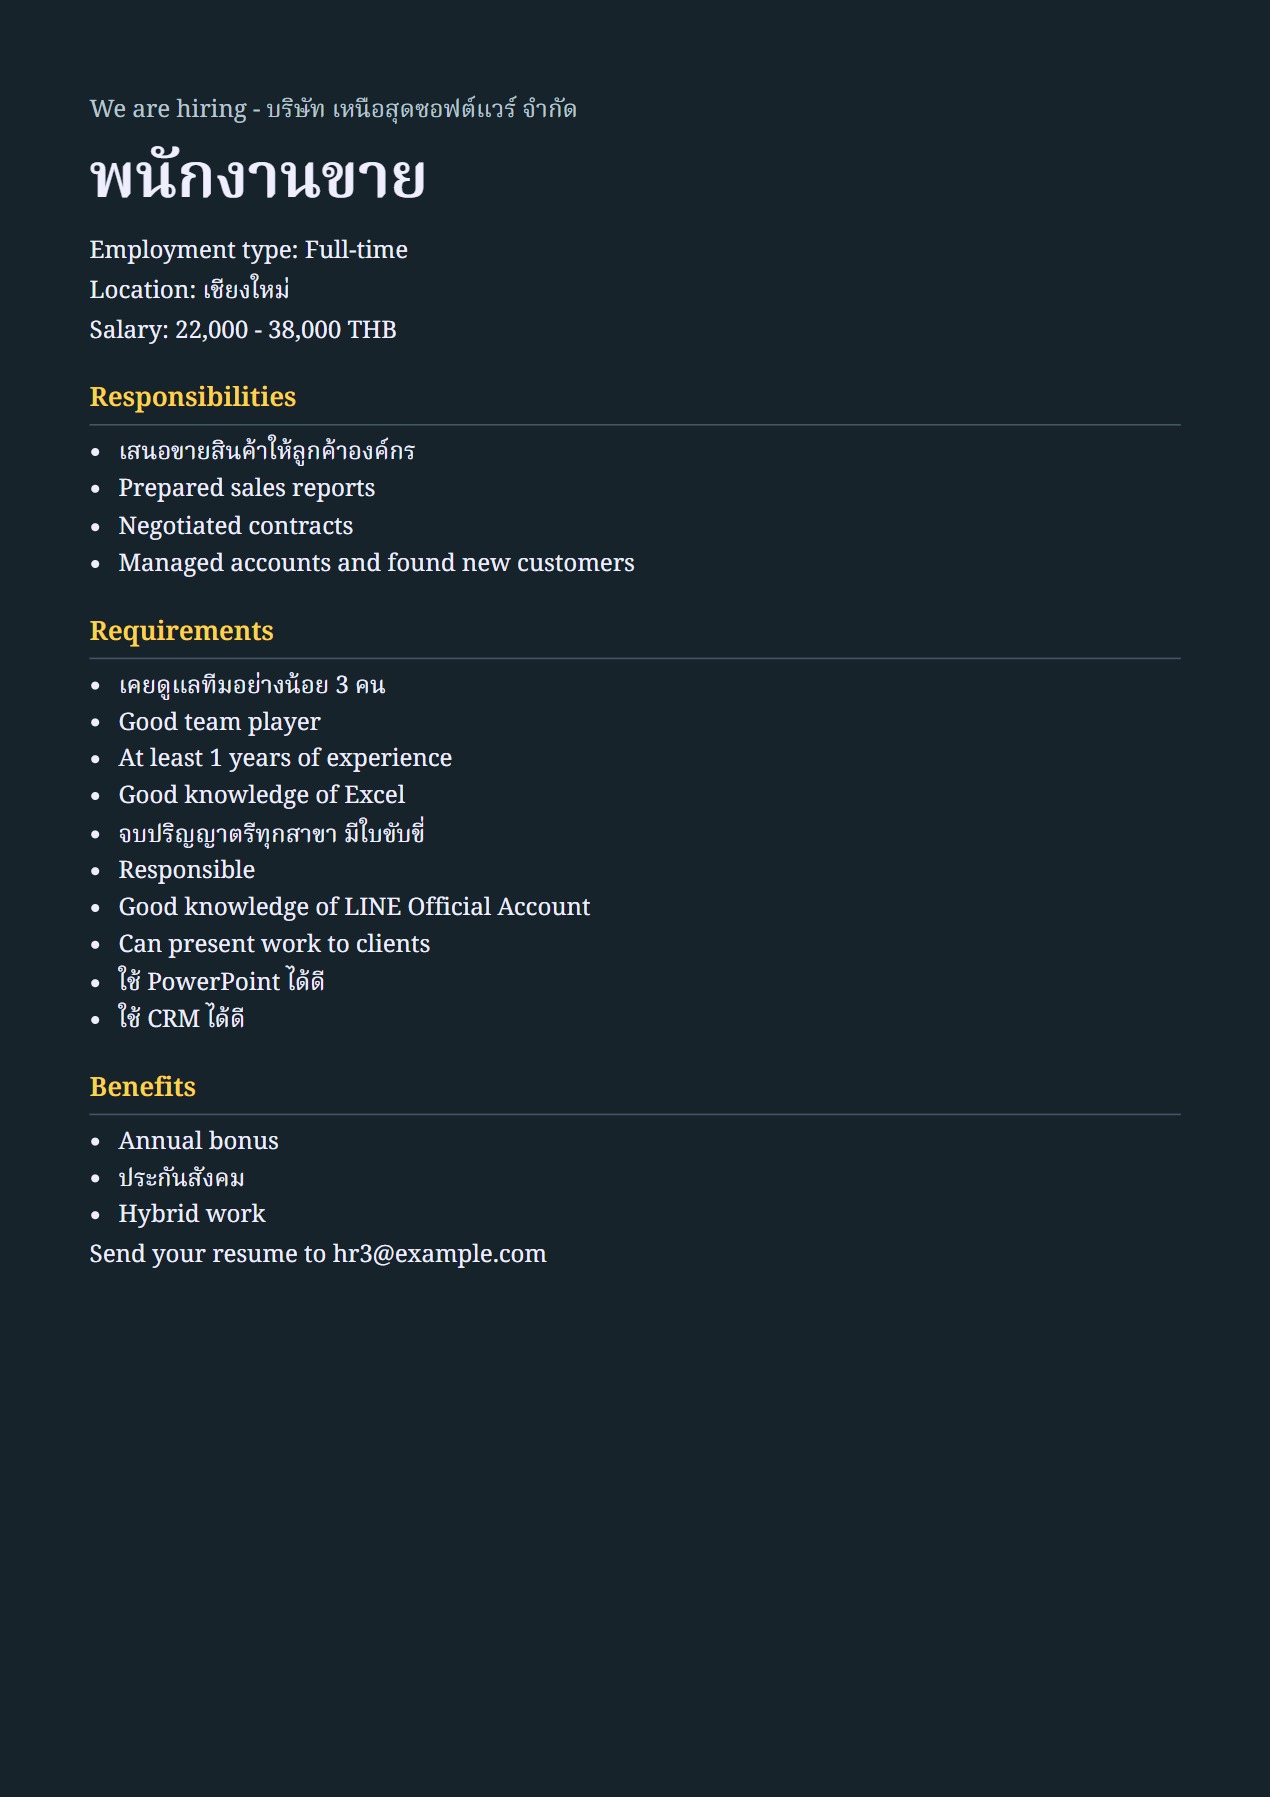 We are hiring - บริษัท เหนือสุดซอฟต์แวร์ จำกัด
พนักงานขาย
Employment type: Full-time
Location: เชียงใหม่
Salary: 22,000 - 38,000 THB
Responsibilities
• เสนอขายสินค้าให้ลูกค้าองค์กร
• Prepared sales reports
• Negotiated contracts
• Managed accounts and found new customers
Requirements
• เคยดูแลทีมอย่างน้อย 3 คน
• Good team player
• At least 1 years of experience
• Good knowledge of Excel
• จบปริญญาตรีทุกสาขา มีใบขับขี่
• Responsible
• Good knowledge of LINE Official Account
• Can present work to clients
• ใช้ PowerPoint ได้ดี
• ใช้ CRM ได้ดี
Benefits
• Annual bonus
• ประกันสังคม
• Hybrid work
Send your resume to hr3@example.com